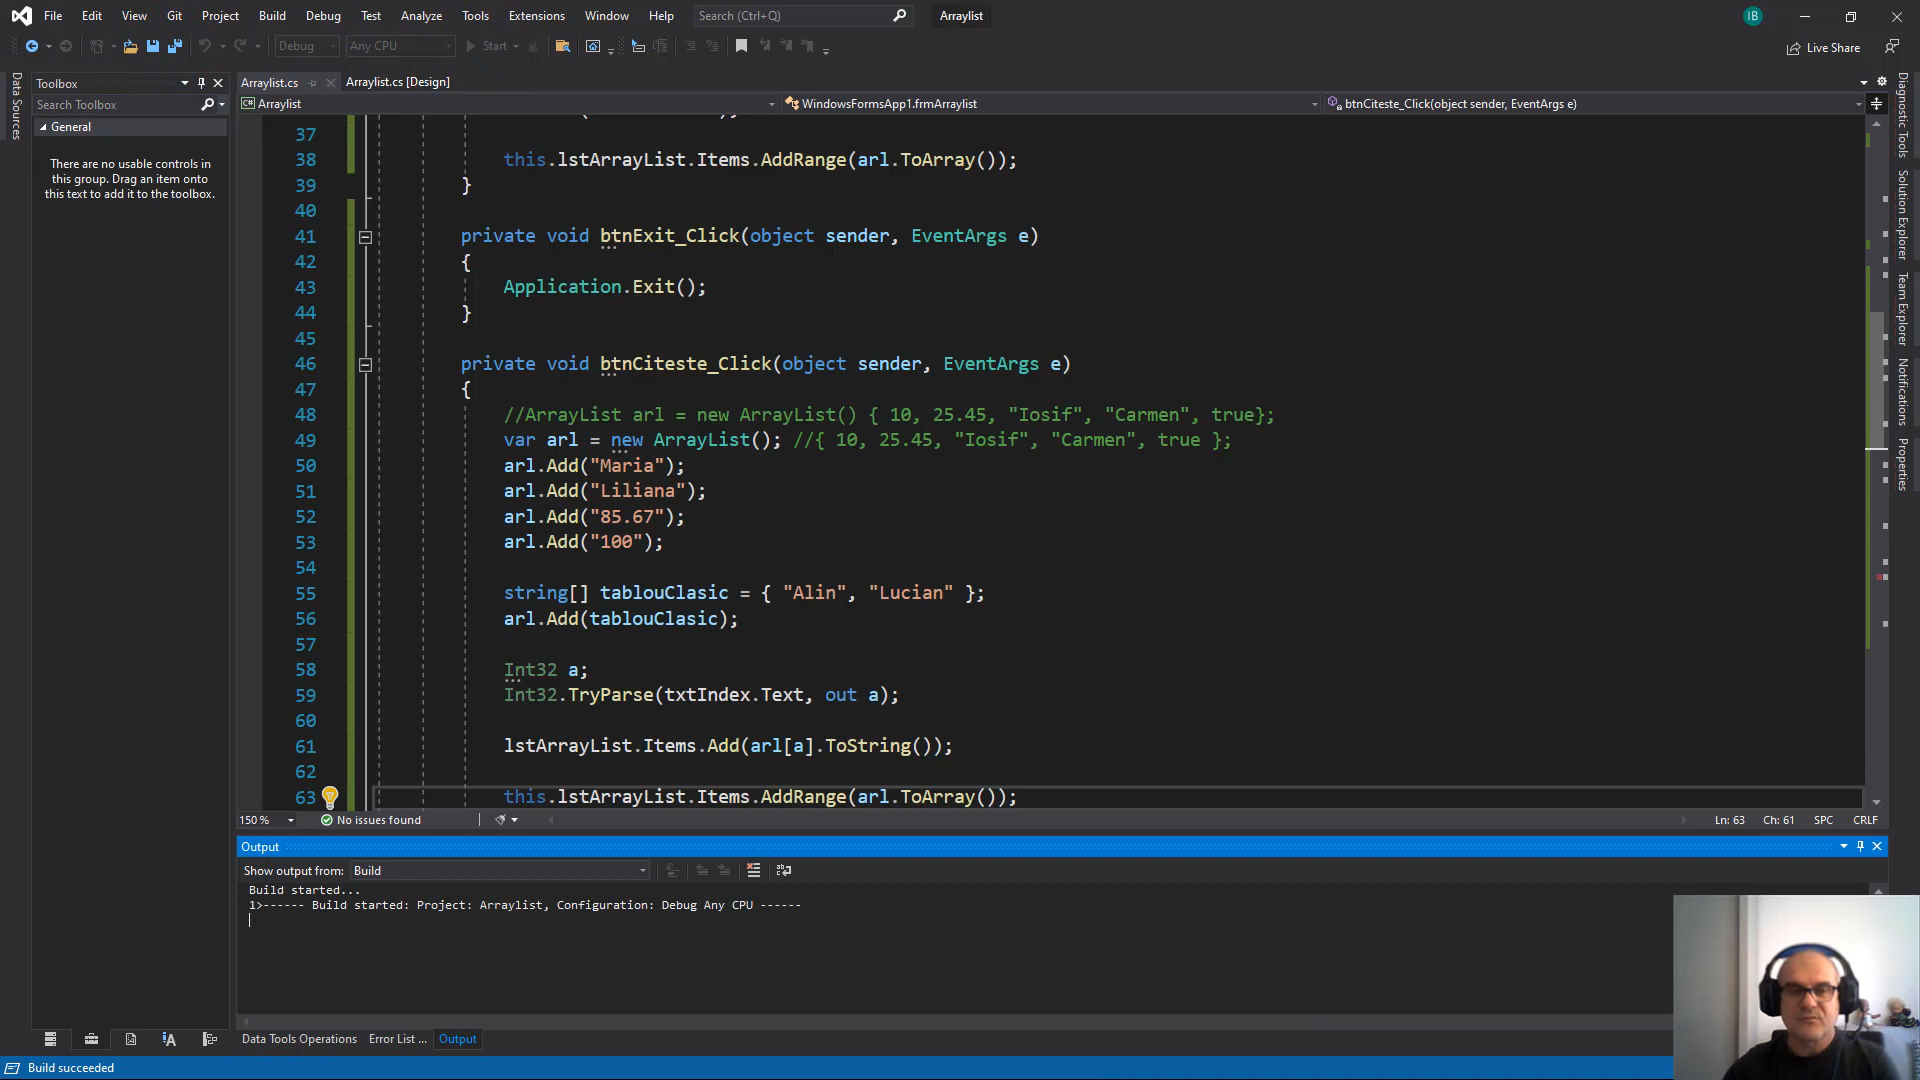 File Edit View Git Project Build Debug Test Analyze Tools Extensions Window Help Search (Ctrl+Q) Arraylist IB
Debug Any CPU Start Live Share
Data Sources
Toolbox
Search Toolbox
General
There are no usable controls in
this group. Drag an item onto
this text to add it to the toolbox.
Arraylist.cs Arraylist.cs [Design]
Arraylist WindowsFormsApp1.frmArraylist btnCiteste_Click(object sender, EventArgs e)
37
38 this.lstArrayList.Items.AddRange(arl.ToArray());
39 }
40
41 private void btnExit_Click(object sender, EventArgs e)
42 {
43 Application.Exit();
44 }
45
46 private void btnCiteste_Click(object sender, EventArgs e)
47 {
48 //ArrayList arl = new ArrayList() { 10, 25.45, "Iosif", "Carmen", true};
49 var arl = new ArrayList(); //{ 10, 25.45, "Iosif", "Carmen", true };
50 arl.Add("Maria");
51 arl.Add("Liliana");
52 arl.Add("85.67");
53 arl.Add("100");
54
55 string[] tablouClasic = { "Alin", "Lucian" };
56 arl.Add(tablouClasic);
57
58 Int32 a;
59 Int32.TryParse(txtIndex.Text, out a);
60
61 lstArrayList.Items.Add(arl[a].ToString());
62
63 this.lstArrayList.Items.AddRange(arl.ToArray());
150 % No issues found Ln: 63 Ch: 61 SPC CRLF
Diagnostic Tools
Solution Explorer
Team Explorer
Notifications
Properties
Output
Show output from: Build
Build started...
1>------ Build started: Project: Arraylist, Configuration: Debug Any CPU ------
Data Tools Operations Error List ... Output
Build succeeded